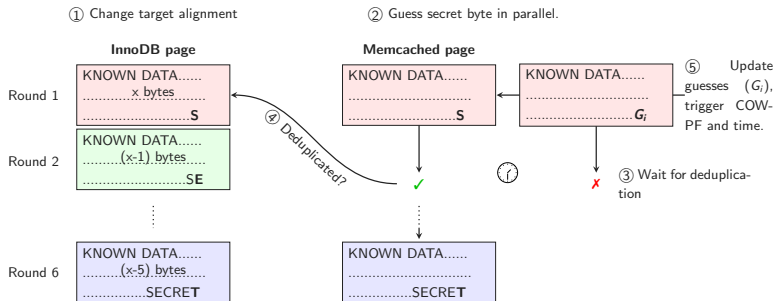 ① Change target alignment
② Guess secret byte in parallel.
InnoDB page
Memcached page
Round 1
KNOWN DATA......
x bytes
S
KNOWN DATA......
S
KNOWN DATA......
Gi
⑤ Update
guesses (Gi),
trigger COW-
PF and time.
④ Deduplicated?
Round 2
KNOWN DATA......
(x-1) bytes
SE
✓
✗
③ Wait for deduplica-
tion
Round 6
KNOWN DATA......
(x-5) bytes
SECRET
KNOWN DATA......
SECRET